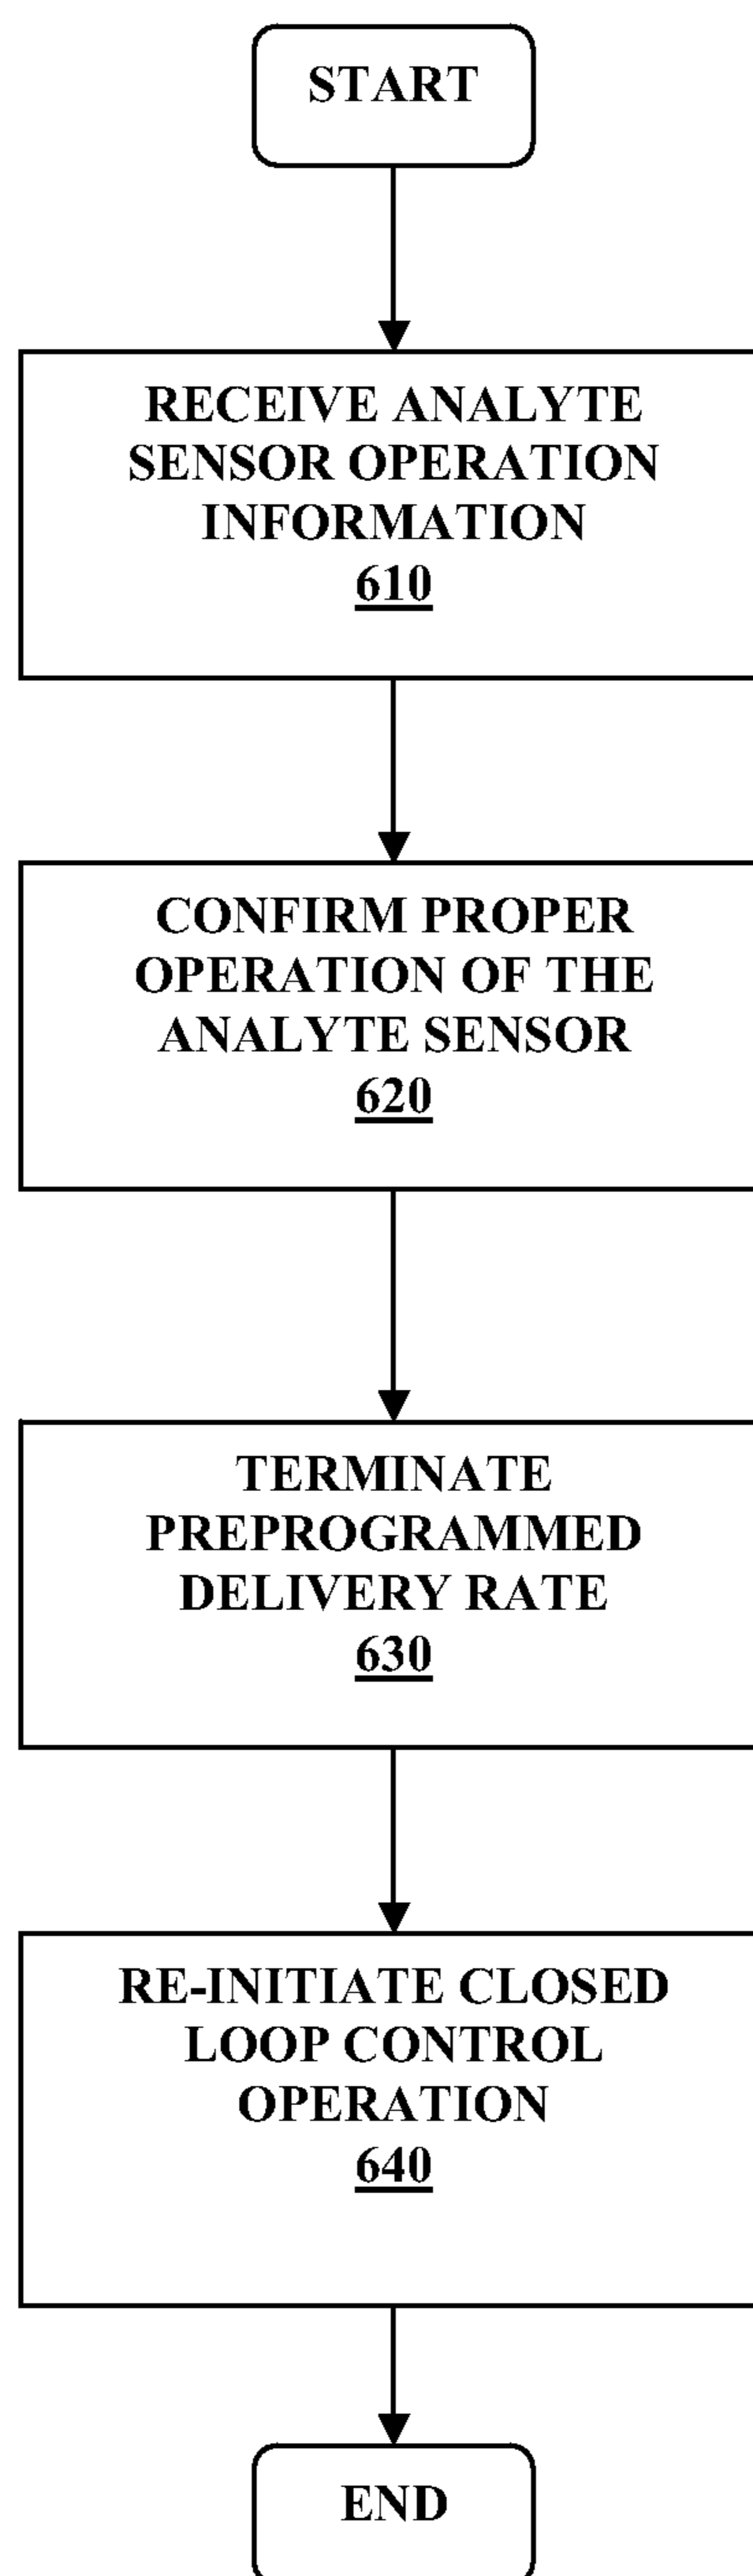 START
RECEIVE ANALYTE
SENSOR OPERATION
INFORMATION
610
CONFIRM PROPER
OPERATION OF THE
ANALYTE SENSOR
620
TERMINATE
PREPROGRAMMED
DELIVERY RATE
630
RE-INITIATE CLOSED
LOOP CONTROL
OPERATION
640
END